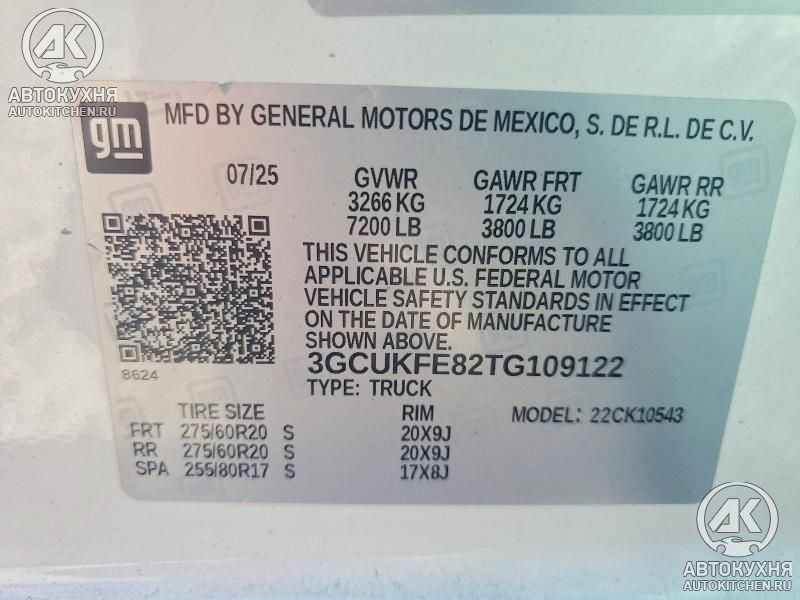 AK
АВТОКУХНЯ
AUTOKITCHEN.RU
gm
MFD BY GENERAL MOTORS DE MEXICO, S. DE R.L. DE C.V.
07/25 GVWR GAWR FRT GAWR RR
3266 KG 1724 KG 1724 KG
7200 LB 3800 LB 3800 LB
THIS VEHICLE CONFORMS TO ALL
APPLICABLE U.S. FEDERAL MOTOR
VEHICLE SAFETY STANDARDS IN EFFECT
ON THE DATE OF MANUFACTURE
SHOWN ABOVE.
8624
3GCUKFE82TG109122
TYPE: TRUCK
TIRE SIZE RIM MODEL: 22CK10543
FRT 275/60R20 S 20X9J
RR 275/60R20 S 20X9J
SPA 255/80R17 S 17X8J
AK
АВТОКУХНЯ
AUTOKITCHEN.RU